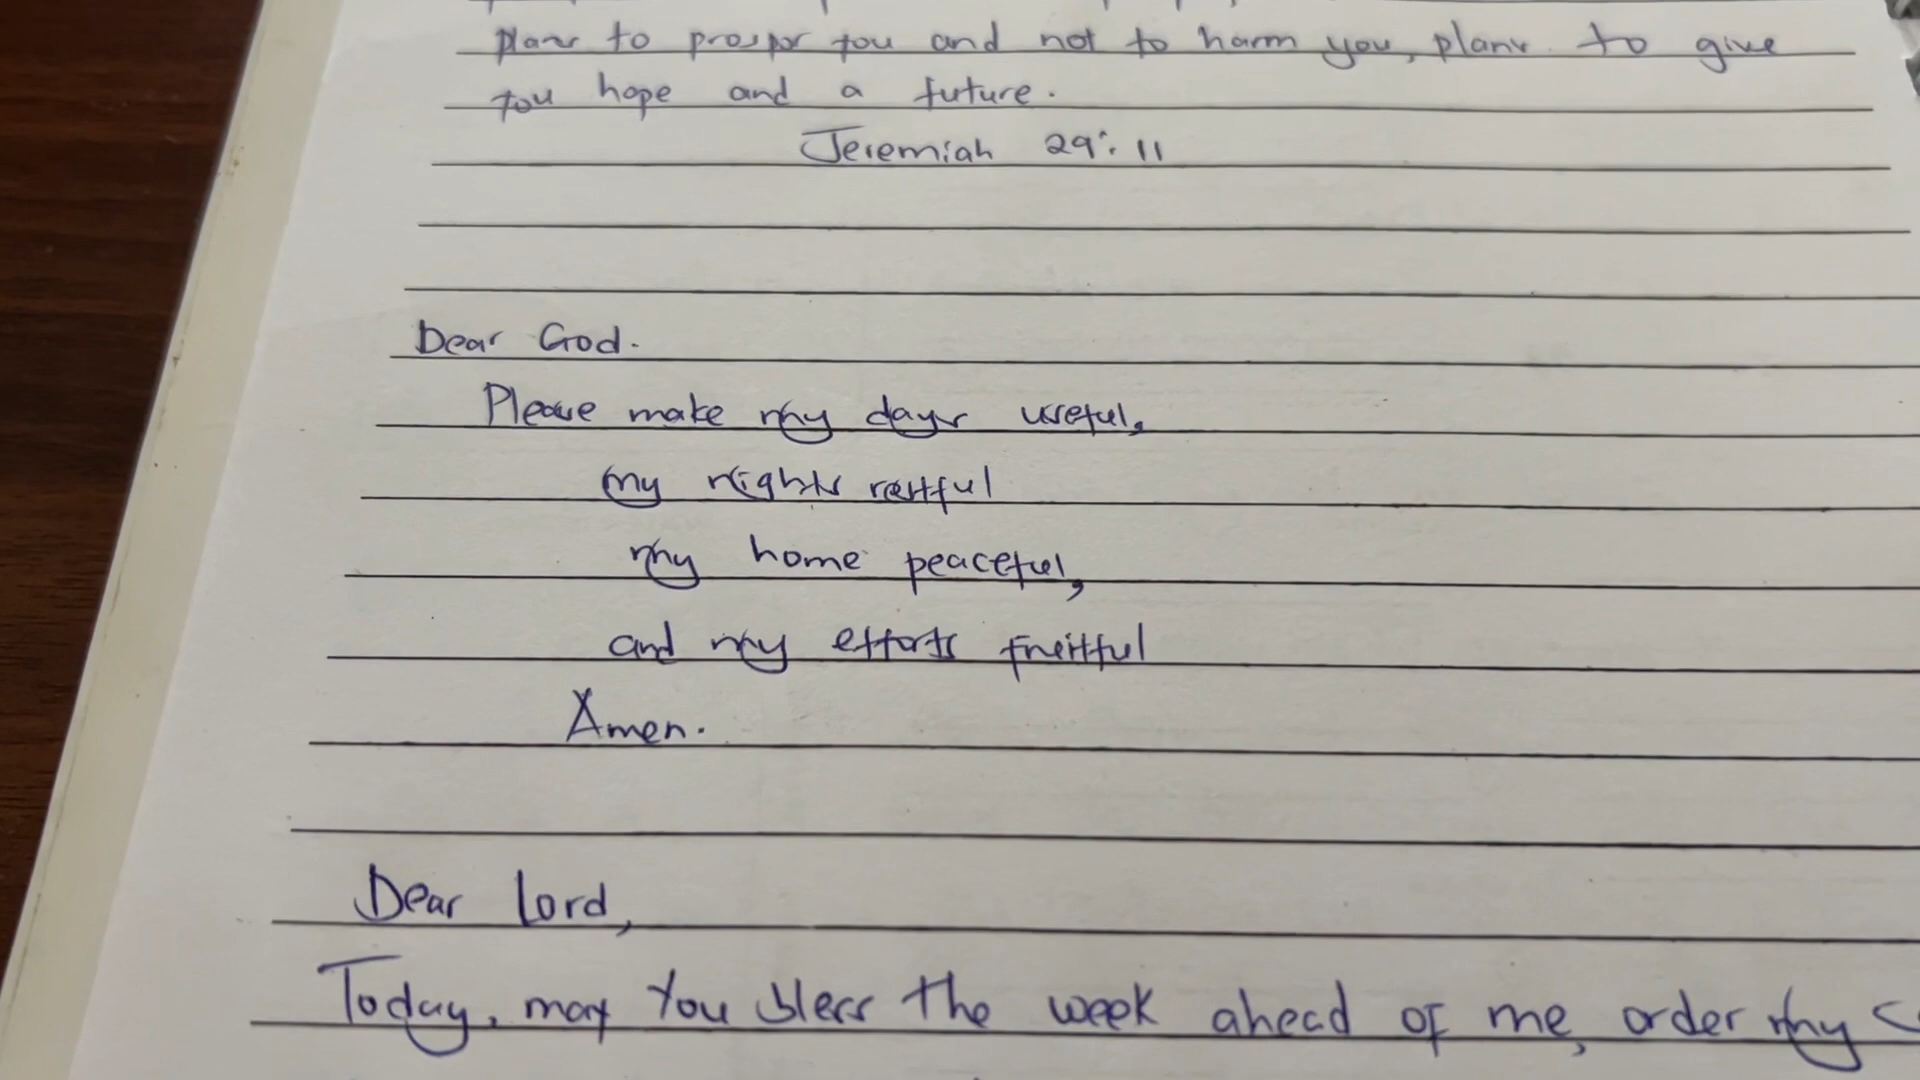 plans to prosper you and not to harm you, plans to give
you hope and a future.
Jeremiah 29:11
Dear God.
Please make my days useful,
my nights restful
my home peaceful,
and my efforts fruitful
Amen.
Dear Lord,
Today, may You bless the week ahead of me, order my